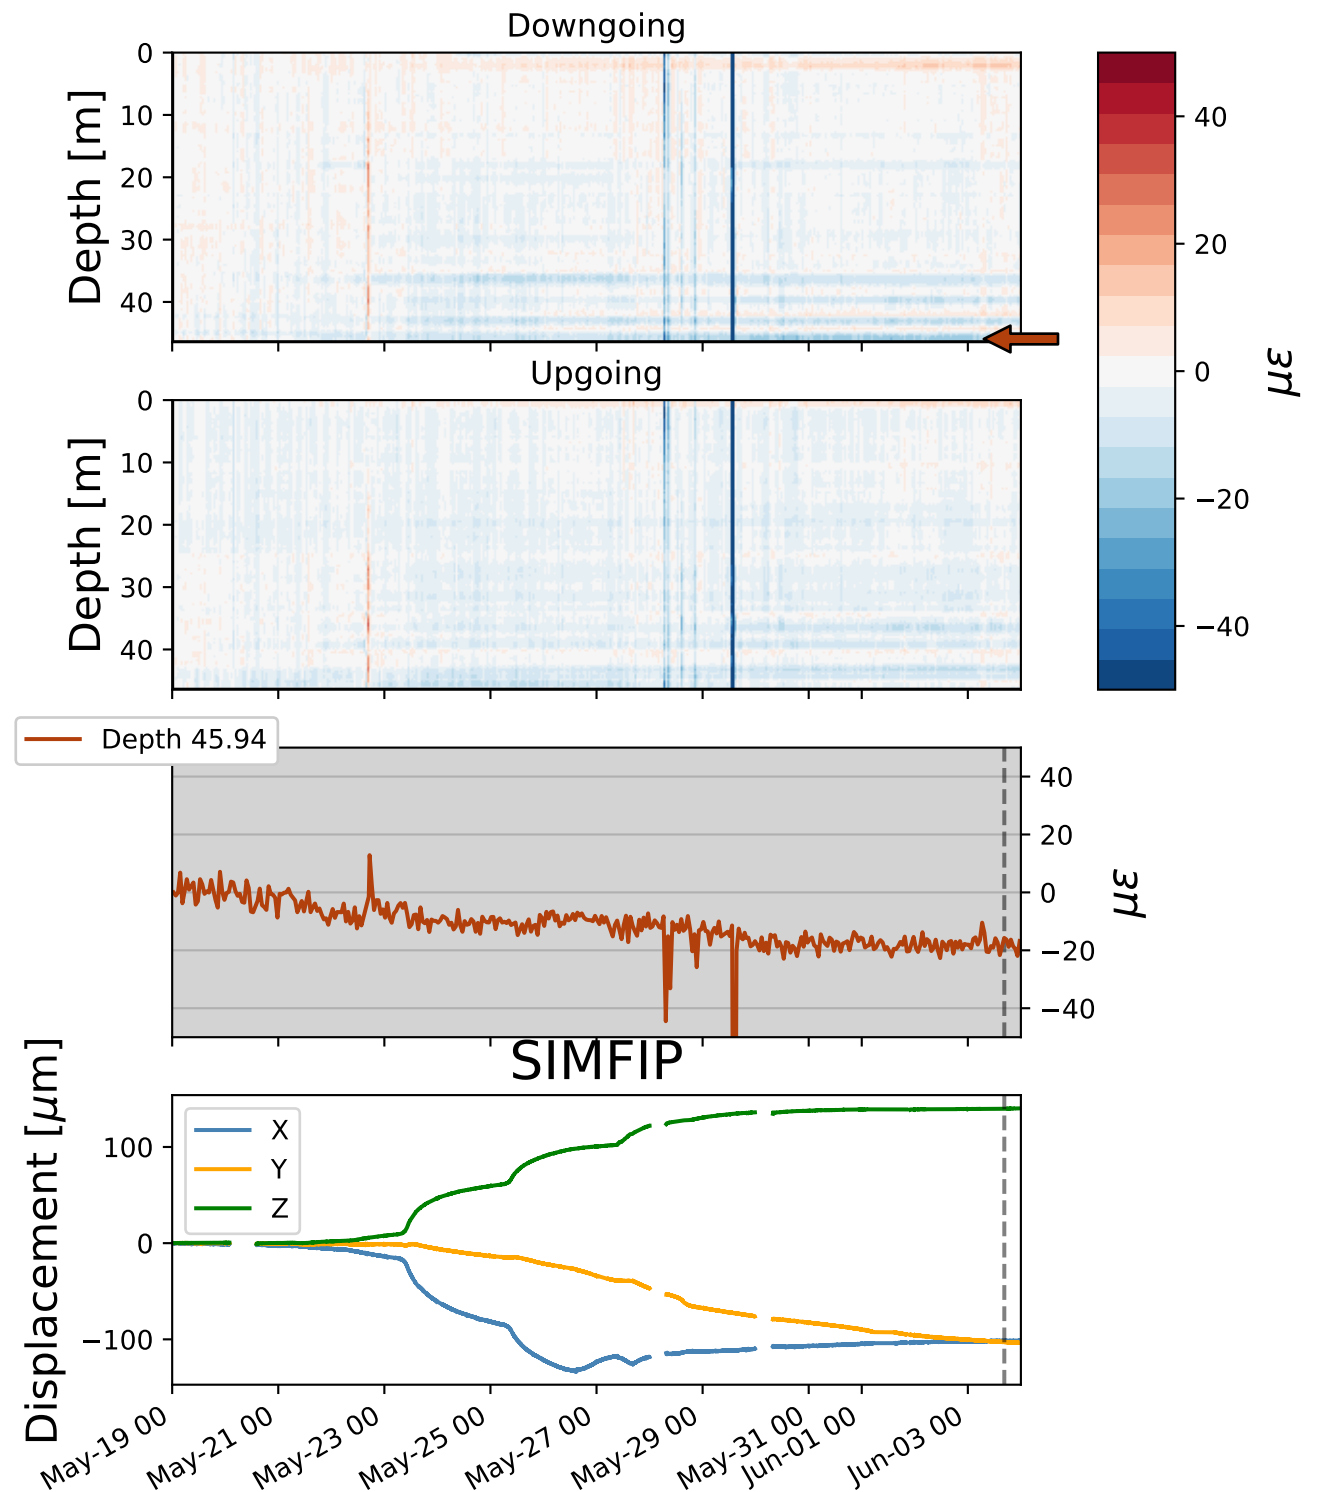 Downgoing
0
10
20
30
40
Depth [m]
40
20
0
−20
−40
με
Upgoing
0
10
20
30
40
Depth [m]
Depth 45.94
40
20
0
−20
−40
με
SIMFIP
X
Y
Z
100
0
−100
Displacement [μm]
May-19 00
May-21 00
May-23 00
May-25 00
May-27 00
May-29 00
May-31 00
Jun-01 00
Jun-03 00